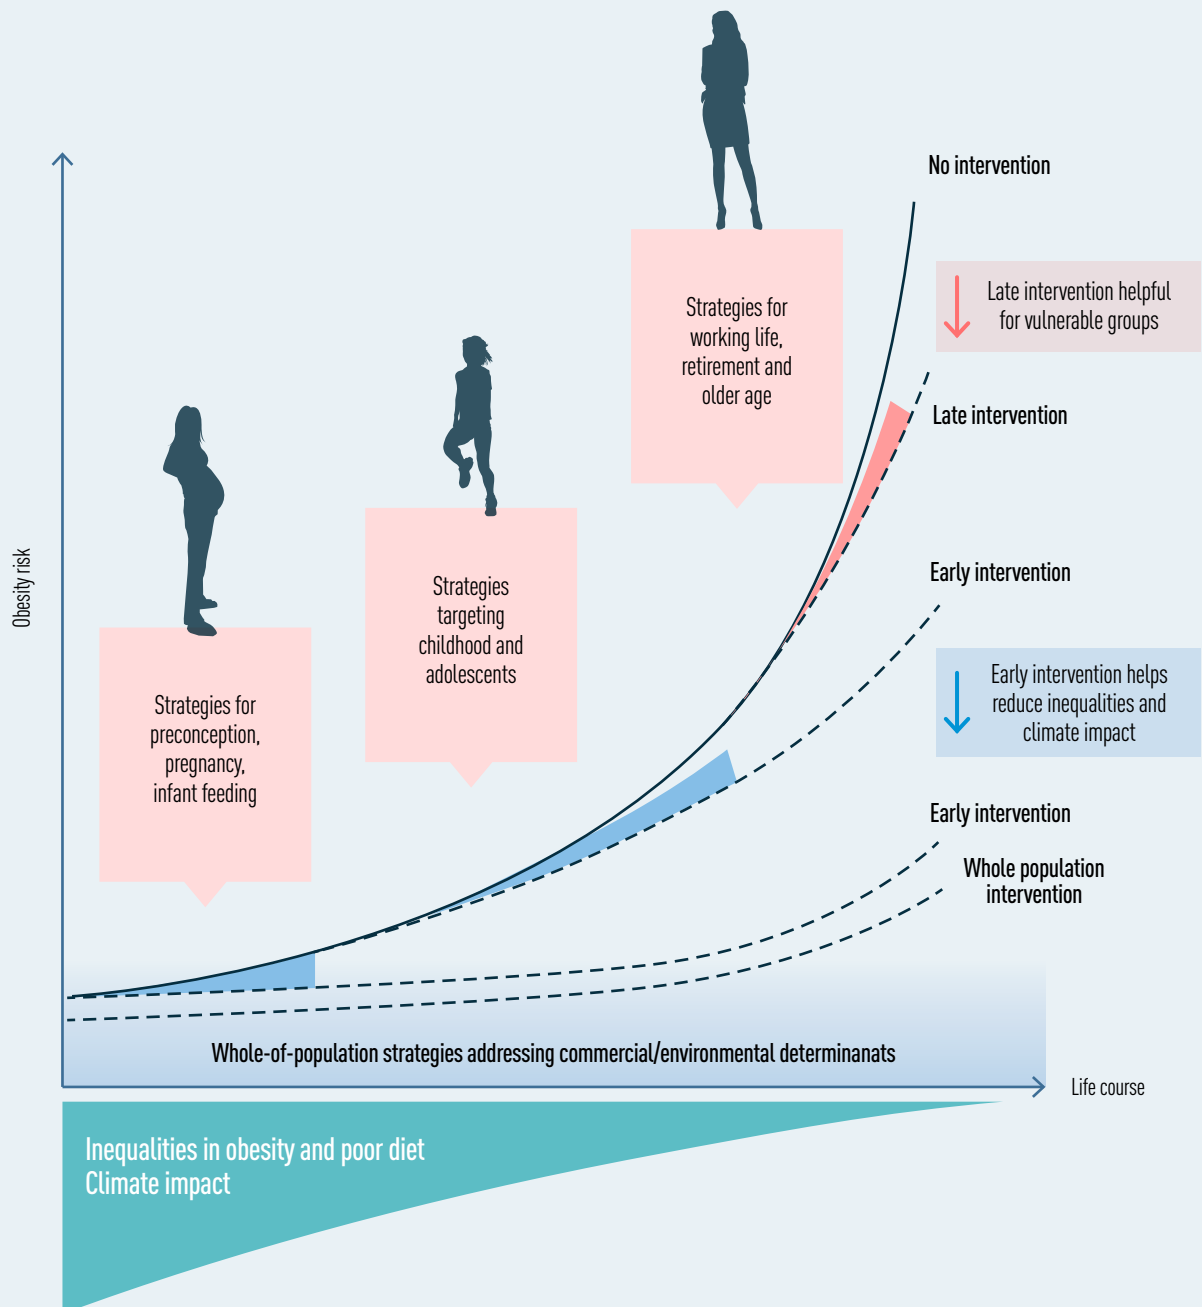 No intervention
Late intervention helpful
for vulnerable groups
Strategies for
working life,
retirement and
older age
Late intervention
Obesity risk
Early intervention
Strategies
targeting
childhood and
adolescents
Early intervention helps
reduce inequalities and
climate impact
Strategies for
preconception,
pregnancy,
infant feeding
Early intervention
Whole population
intervention
Whole-of-population strategies addressing commercial/environmental determinanats
Life course
Inequalities in obesity and poor diet
Climate impact